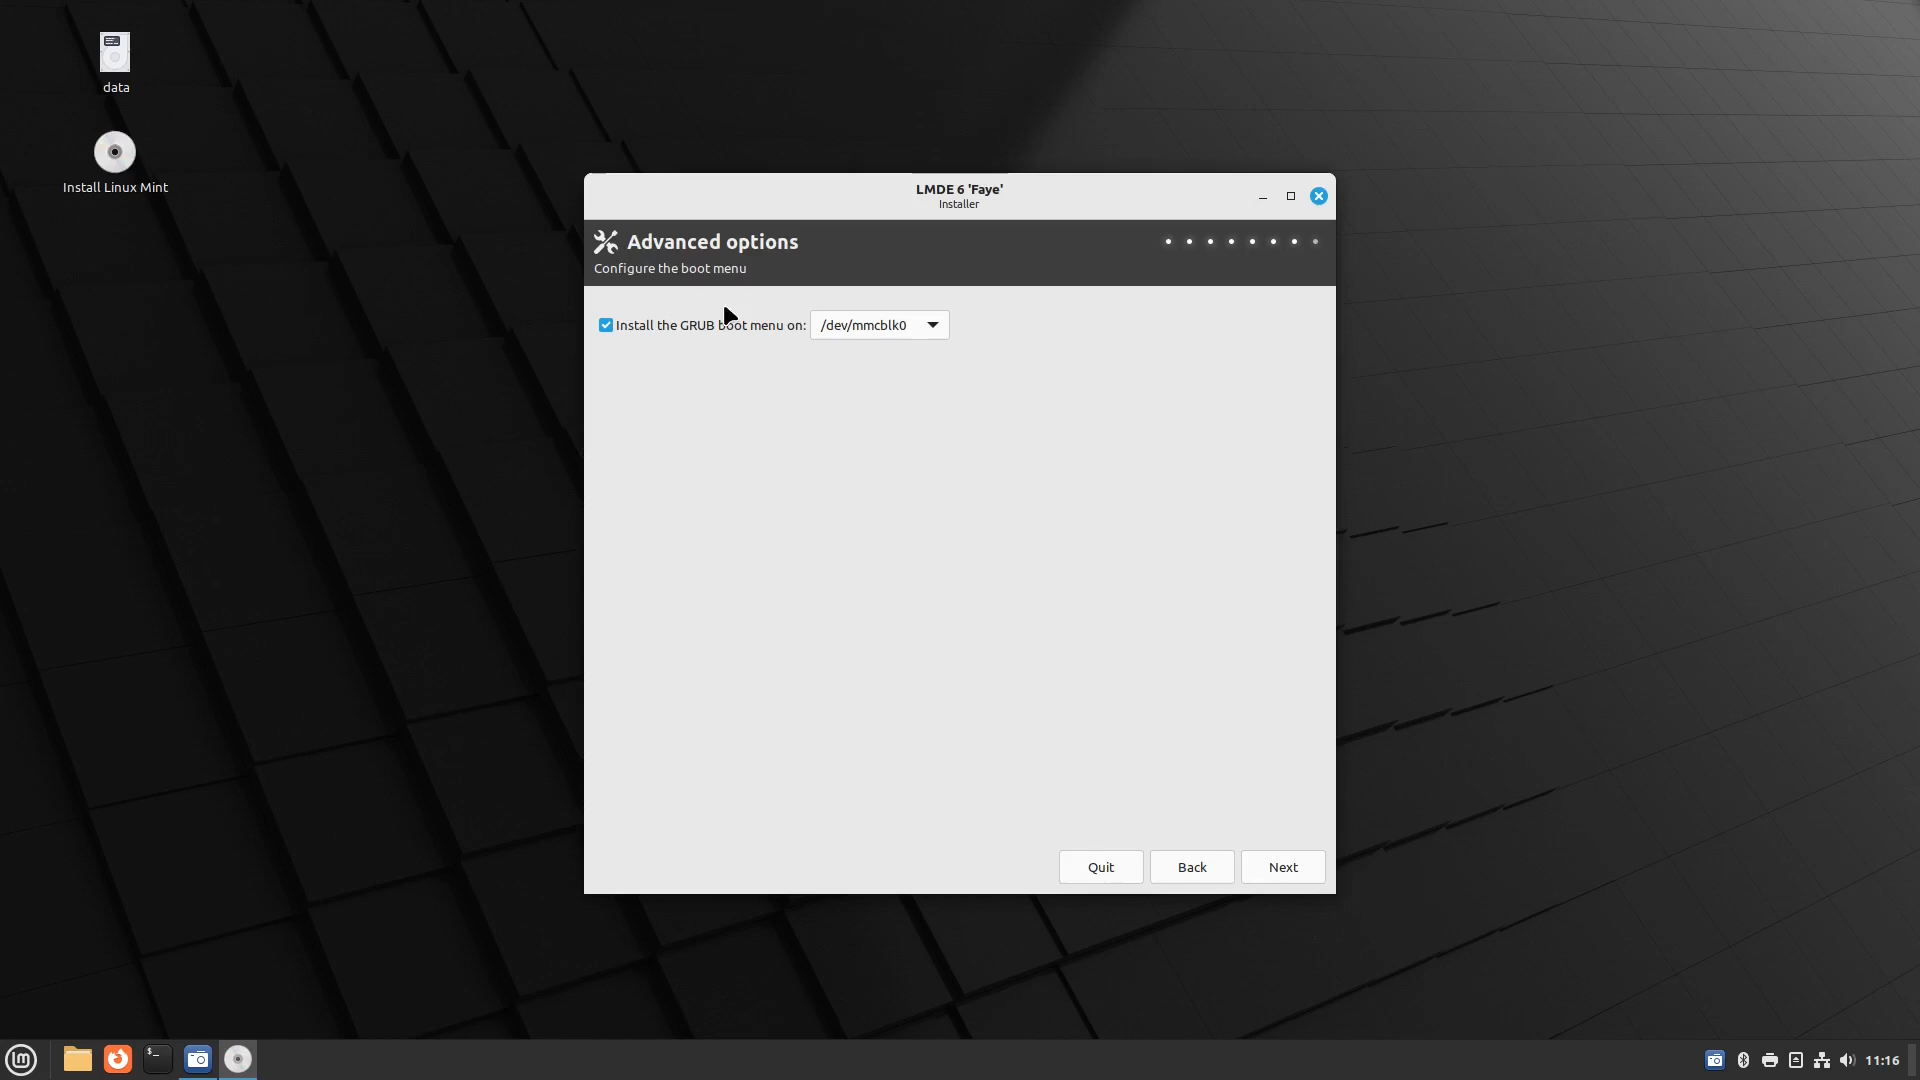 data
Install Linux Mint
LMDE 6 'Faye'
Installer
Advanced options
Configure the boot menu
Install the GRUB boot menu on: /dev/mmcblk0
Quit Back Next
11:16